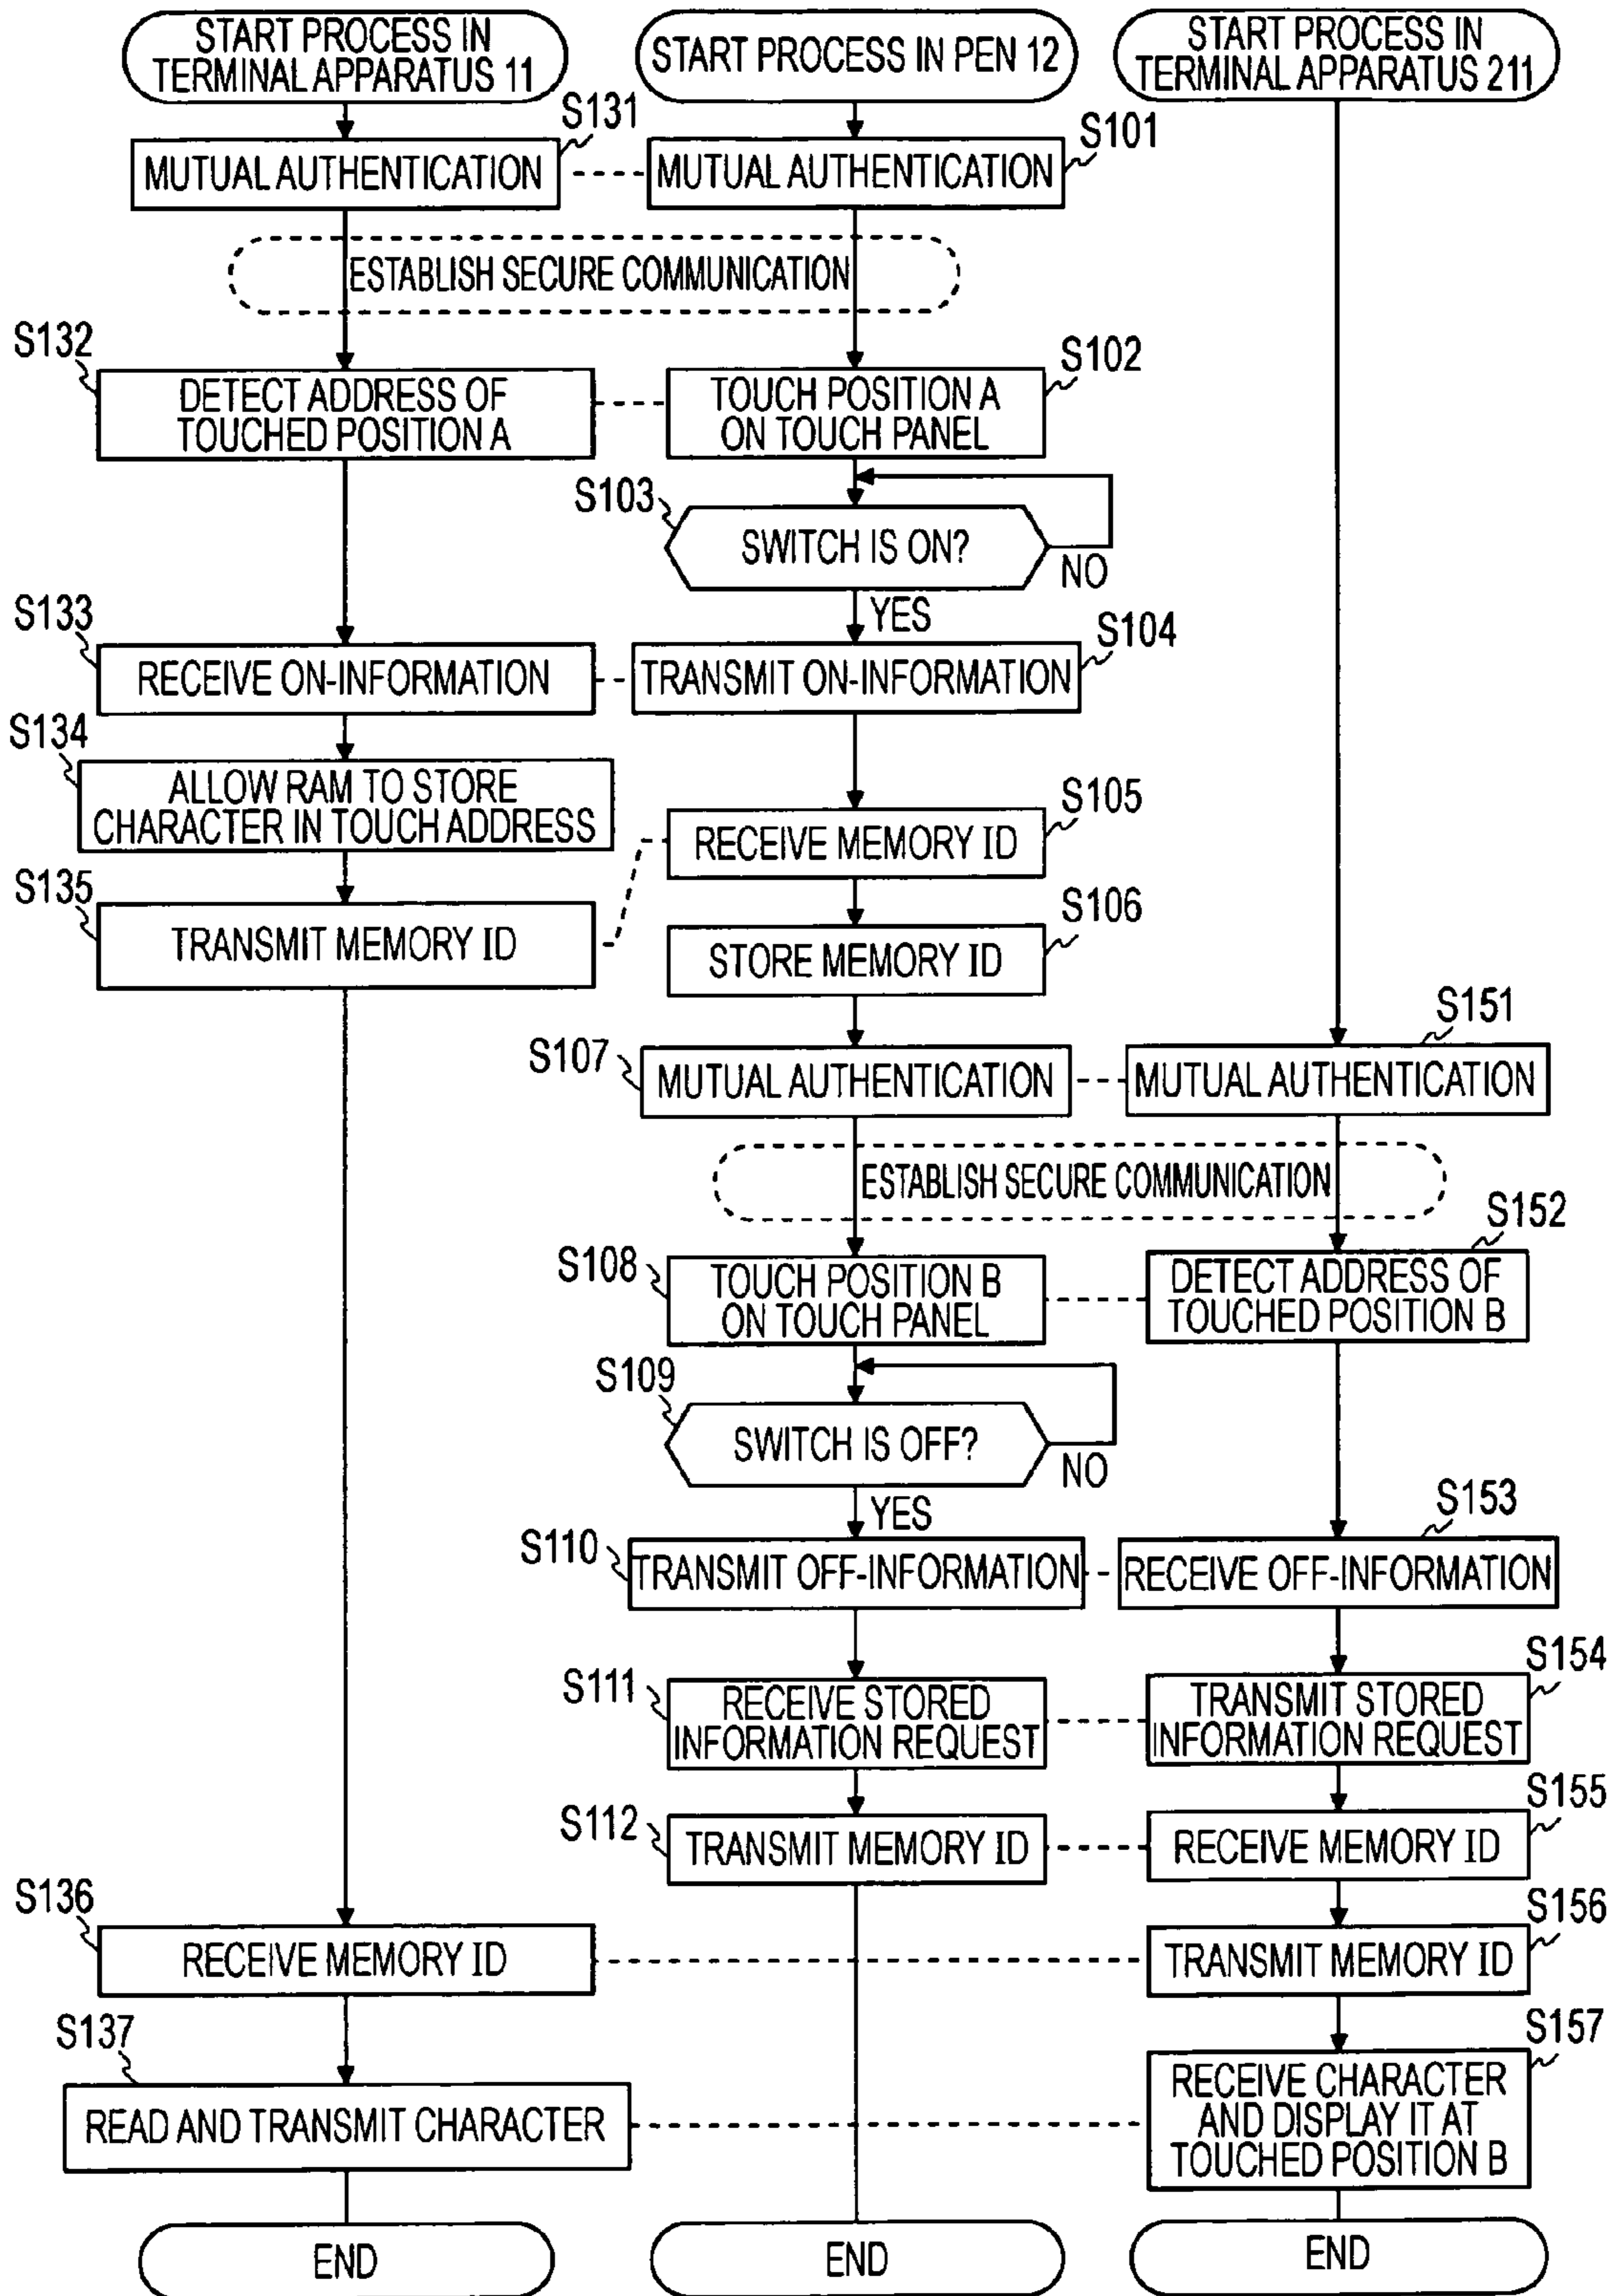 START PROCESS IN
TERMINAL APPARATUS 11
START PROCESS IN PEN 12
START PROCESS IN
TERMINAL APPARATUS 211
S131
MUTUAL AUTHENTICATION
S101
MUTUAL AUTHENTICATION
ESTABLISH SECURE COMMUNICATION
S132
DETECT ADDRESS OF
TOUCHED POSITION A
S102
TOUCH POSITION A
ON TOUCH PANEL
S103
SWITCH IS ON?
NO
YES
S133
RECEIVE ON-INFORMATION
S104
TRANSMIT ON-INFORMATION
S134
ALLOW RAM TO STORE
CHARACTER IN TOUCH ADDRESS
S105
RECEIVE MEMORY ID
S135
TRANSMIT MEMORY ID
S106
STORE MEMORY ID
S107
MUTUAL AUTHENTICATION
S151
MUTUAL AUTHENTICATION
ESTABLISH SECURE COMMUNICATION
S108
TOUCH POSITION B
ON TOUCH PANEL
S152
DETECT ADDRESS OF
TOUCHED POSITION B
S109
SWITCH IS OFF?
NO
YES
S110
TRANSMIT OFF-INFORMATION
S153
RECEIVE OFF-INFORMATION
S111
RECEIVE STORED
INFORMATION REQUEST
S154
TRANSMIT STORED
INFORMATION REQUEST
S112
TRANSMIT MEMORY ID
S155
RECEIVE MEMORY ID
S136
RECEIVE MEMORY ID
S156
TRANSMIT MEMORY ID
S137
READ AND TRANSMIT CHARACTER
S157
RECEIVE CHARACTER
AND DISPLAY IT AT
TOUCHED POSITION B
END
END
END